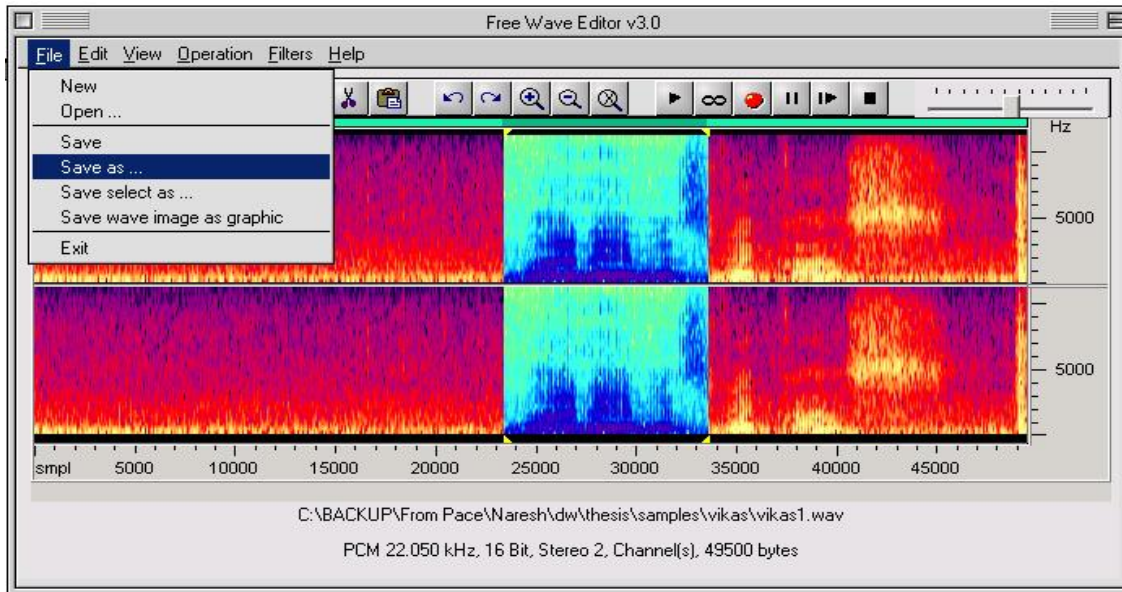 Free Wave Editor v3.0
File Edit View Operation Filters Help
New
Open ...
Save
Save as ...
Save select as ...
Save wave image as graphic
Exit
Hz
5000
5000
smpl 5000 10000 15000 20000 25000 30000 35000 40000 45000
C:\BACKUP\From Pace\Naresh\dw\thesis\samples\vikas\vikas1.wav
PCM 22.050 kHz, 16 Bit, Stereo 2, Channel(s), 49500 bytes